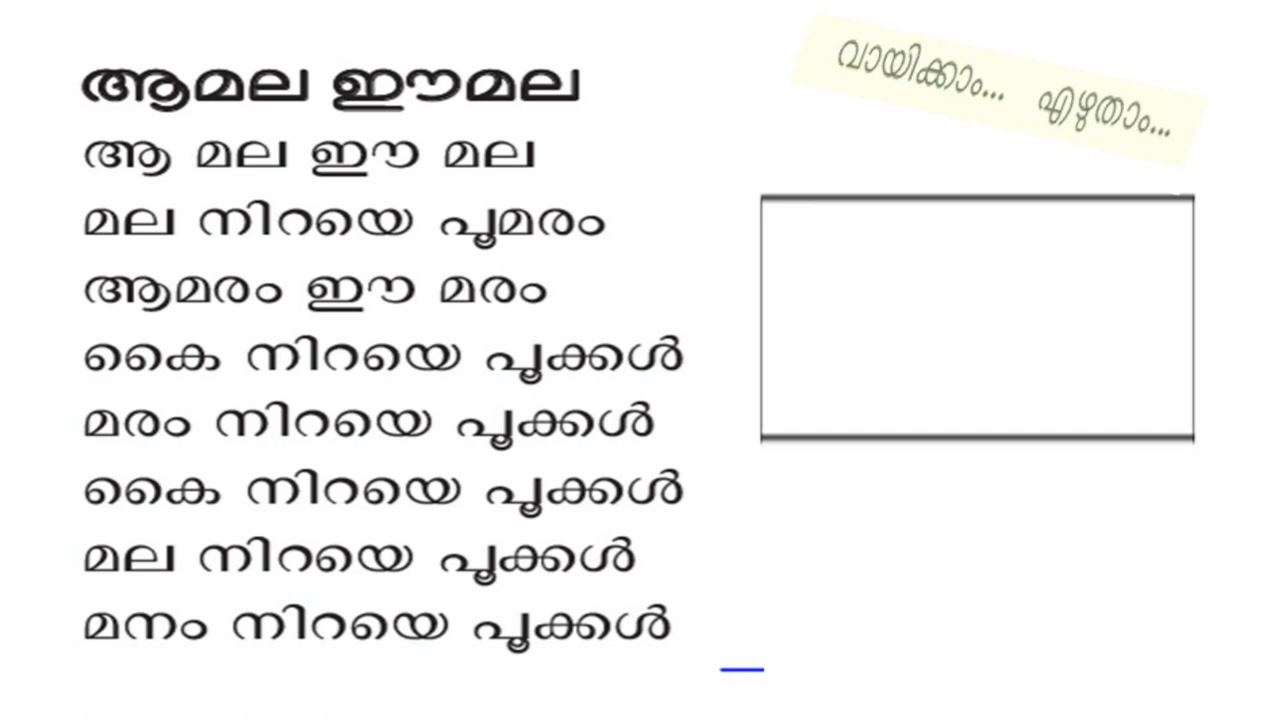 ആമല ഈമല
ആ മല ഈ മല
മല നിറയെ പൂമരം
ആമരം ഈ മരം
കൈ നിറയെ പൂക്കൾ
മരം നിറയെ പൂക്കൾ
കൈ നിറയെ പൂക്കൾ
മല നിറയെ പൂക്കൾ
മനം നിറയെ പൂക്കൾ
വായിക്കാം... എഴുതാം...